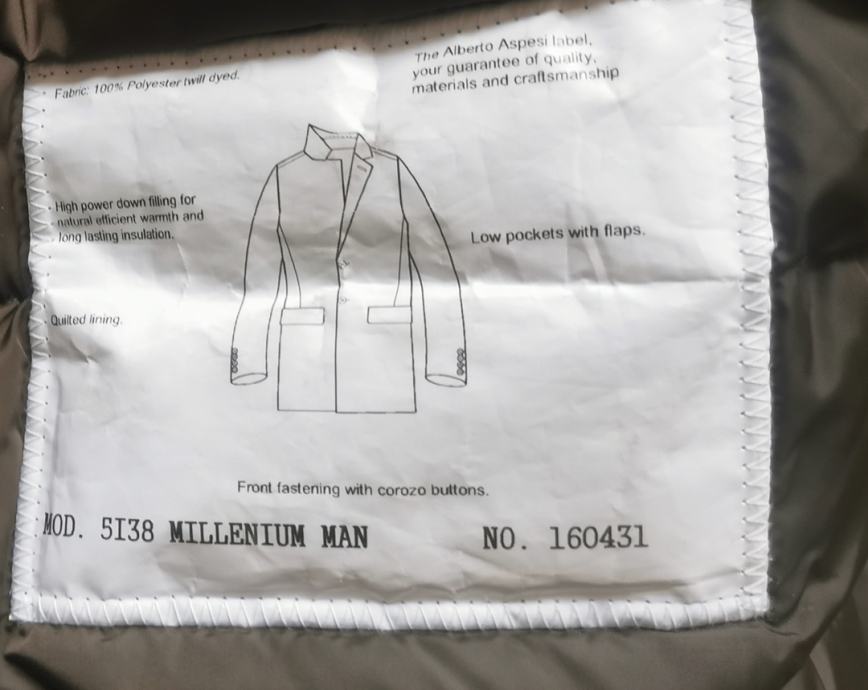 The Alberto Aspesi label,
your guarantee of quality,
materials and craftsmanship
Fabric: 100% Polyester twill dyed.
High power down filling for
natural efficient warmth and
long lasting insulation.
Low pockets with flaps.
Quilted lining.
Front fastening with corozo buttons.
MOD. 5I38 MILLENIUM MAN NO. 160431